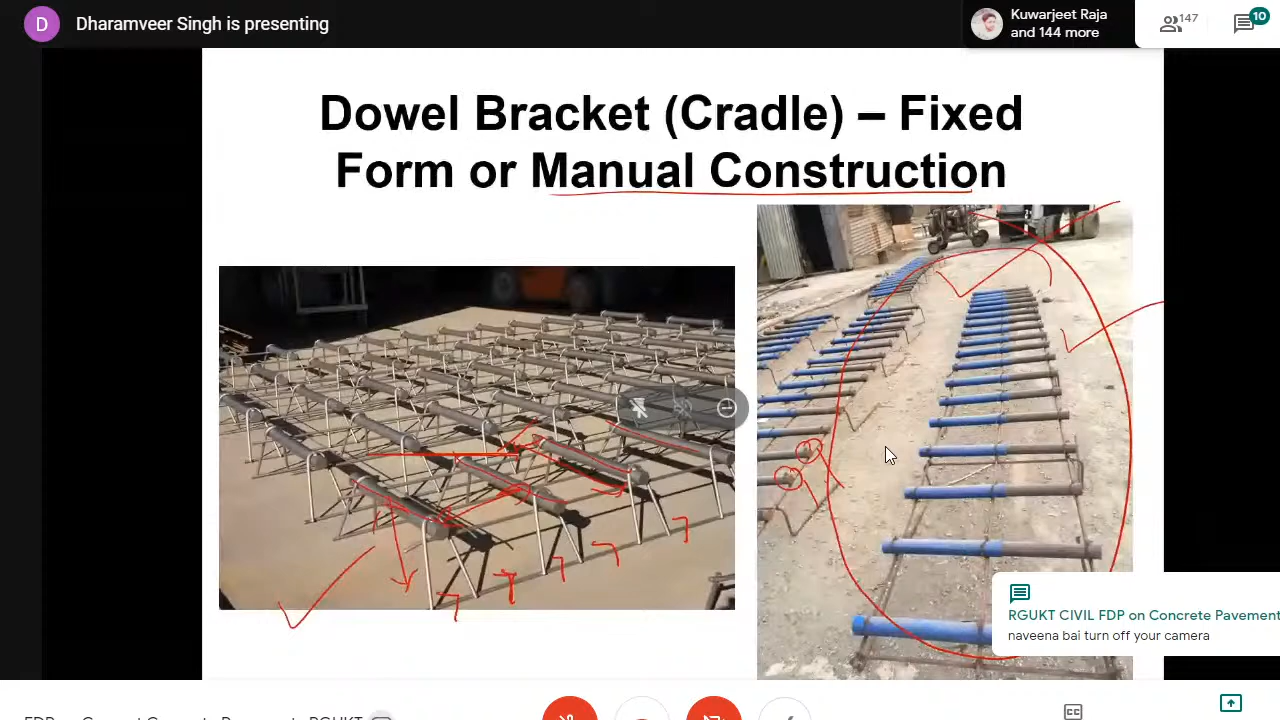 D
Dharamveer Singh is presenting
Kuwarjeet Raja
and 144 more
147
10
Dowel Bracket (Cradle) – Fixed
Form or Manual Construction
RGUKT CIVIL FDP on Concrete Pavement
naveena bai turn off your camera
CC